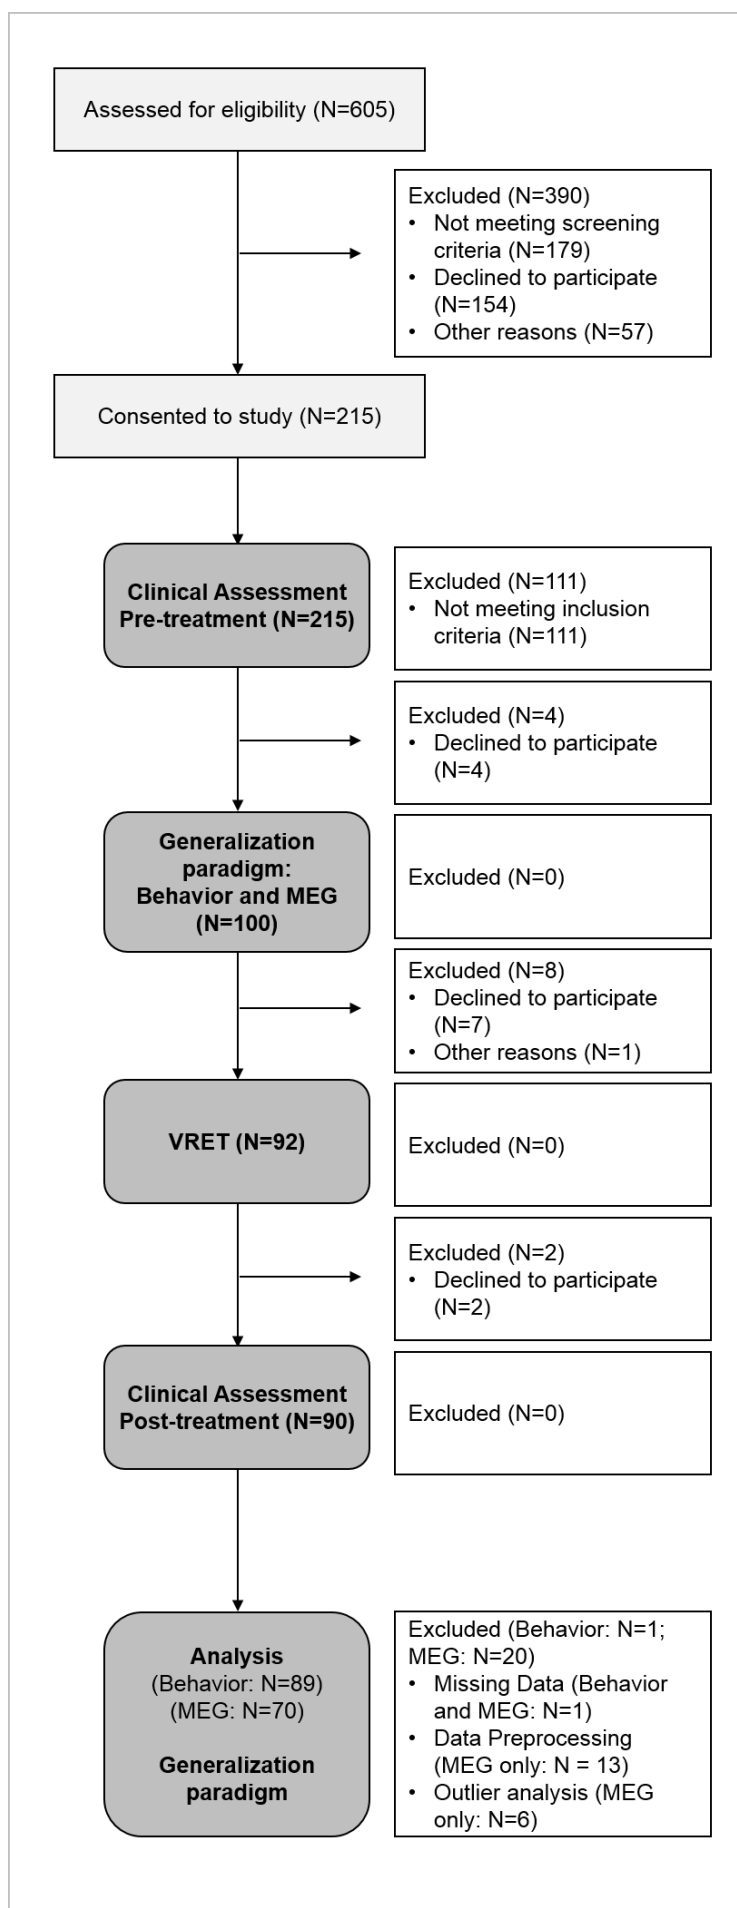 Assessed for eligibility (N=605)
Excluded (N=390)
• Not meeting screening
criteria (N=179)
• Declined to participate
(N=154)
• Other reasons (N=57)
Consented to study (N=215)
Clinical Assessment
Pre-treatment (N=215)
Excluded (N=111)
• Not meeting inclusion
criteria (N=111)
Excluded (N=4)
• Declined to participate
(N=4)
Generalization
paradigm:
Behavior and MEG
(N=100)
Excluded (N=0)
Excluded (N=8)
• Declined to participate
(N=7)
• Other reasons (N=1)
VRET (N=92)
Excluded (N=0)
Excluded (N=2)
• Declined to participate
(N=2)
Clinical Assessment
Post-treatment (N=90)
Excluded (N=0)
Analysis
(Behavior: N=89)
(MEG: N=70)
Generalization
paradigm
Excluded (Behavior: N=1;
MEG: N=20)
• Missing Data (Behavior
and MEG: N=1)
• Data Preprocessing
(MEG only: N = 13)
• Outlier analysis (MEG
only: N=6)